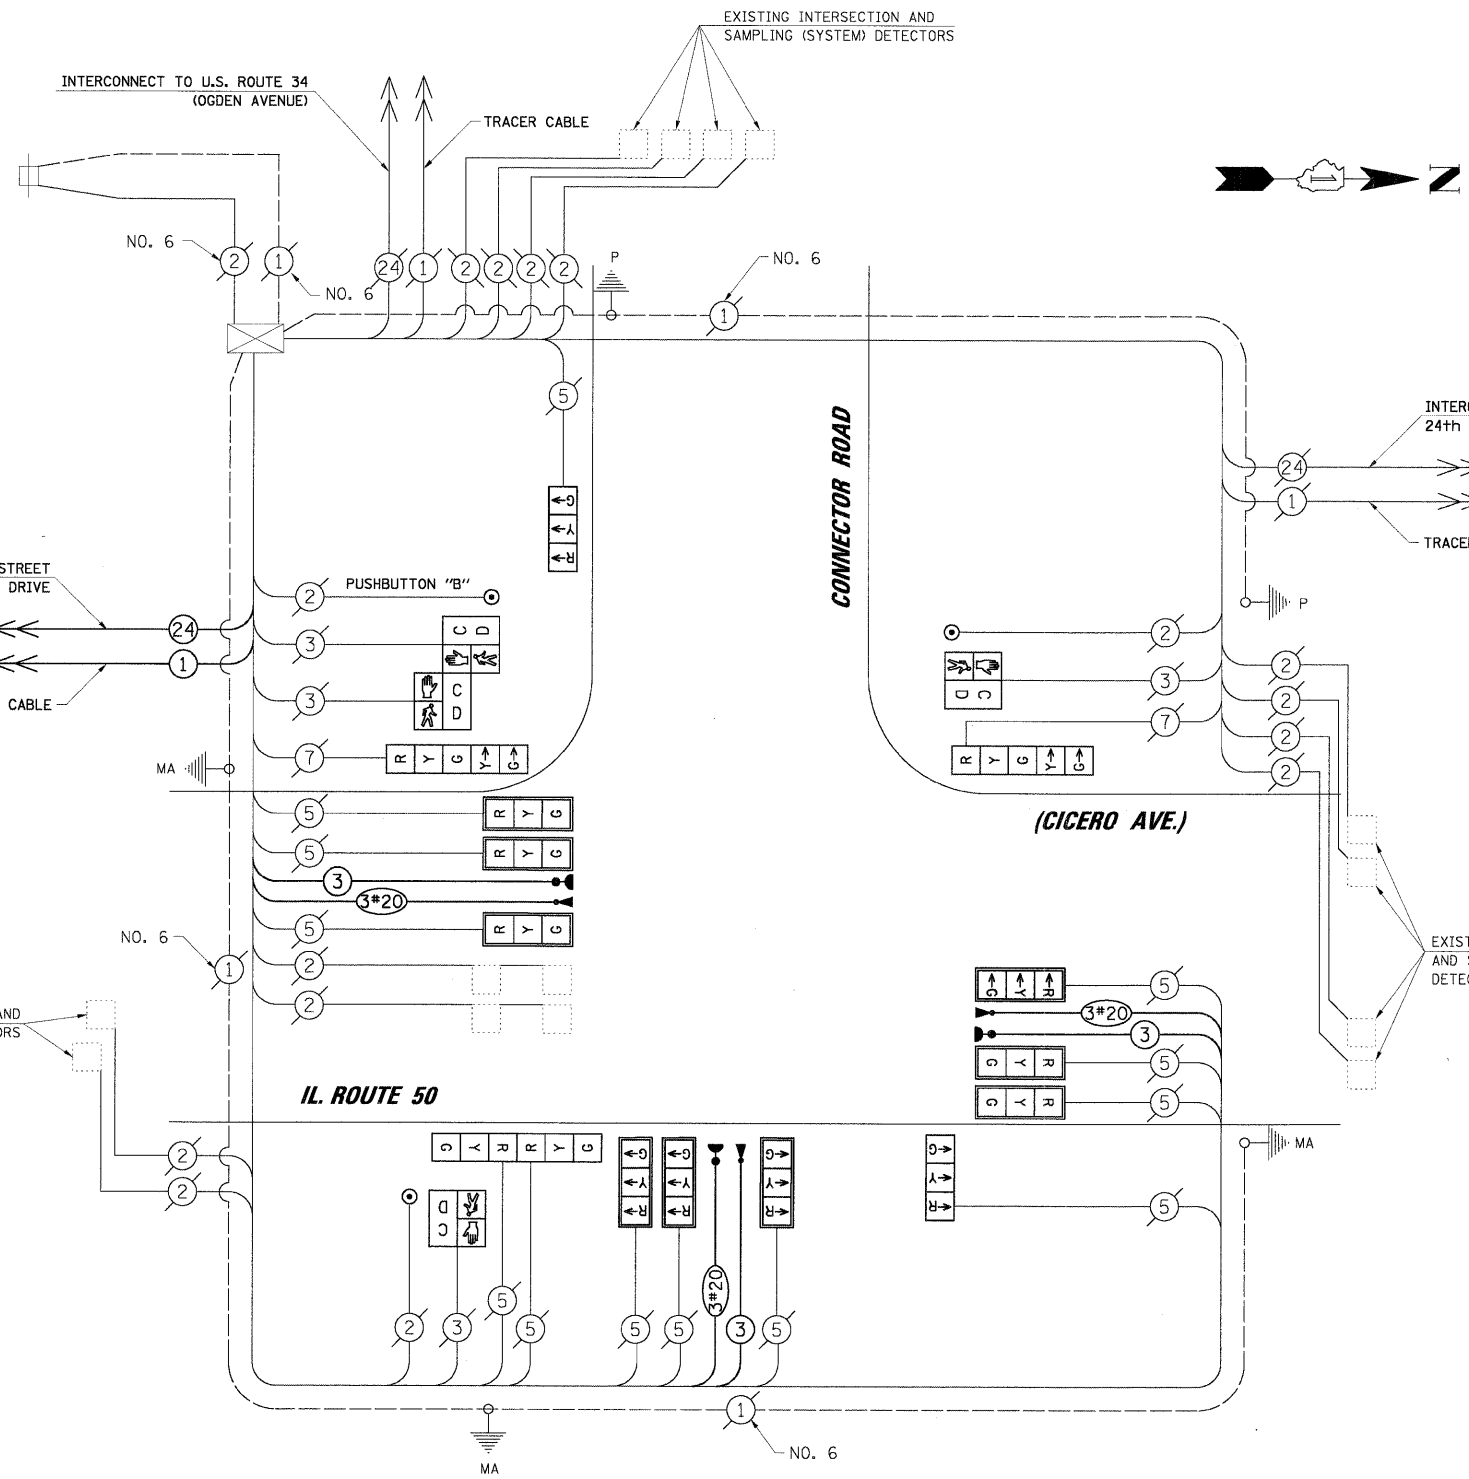 EXISTING INTERSECTION AND
SAMPLING (SYSTEM) DETECTORS
INTERCONNECT TO U.S. ROUTE 34
(OGDEN AVENUE)
TRACER CABLE
N
NO. 6
2
1
NO. 6
24
1
2
2
2
2
P
NO. 6
1
5
G
Y
R
CONNECTOR ROAD
INTER
24th
24
1
TRACE
STREET
DRIVE
24
1
CABLE
2
PUSHBUTTON "B"
3
C D
3
C
D
7
R Y G Y G
MA
2
3
D C
7
R Y G Y G
P
2
2
2
2
(CICERO AVE.)
5
R Y G
5
R Y G
3
3#20
5
R Y G
2
2
NO. 6
1
AND
ORS
EXIST
AND S
DETEC
G Y R
5
3#20
3
G Y R
5
G Y R
5
IL. ROUTE 50
2
2
G Y R R Y G
D
C
2
3
5
5
G
Y
R
5
G
Y
R
5
3#20
3
G
Y
R
5
G
Y
R
5
MA
1
NO. 6
MA